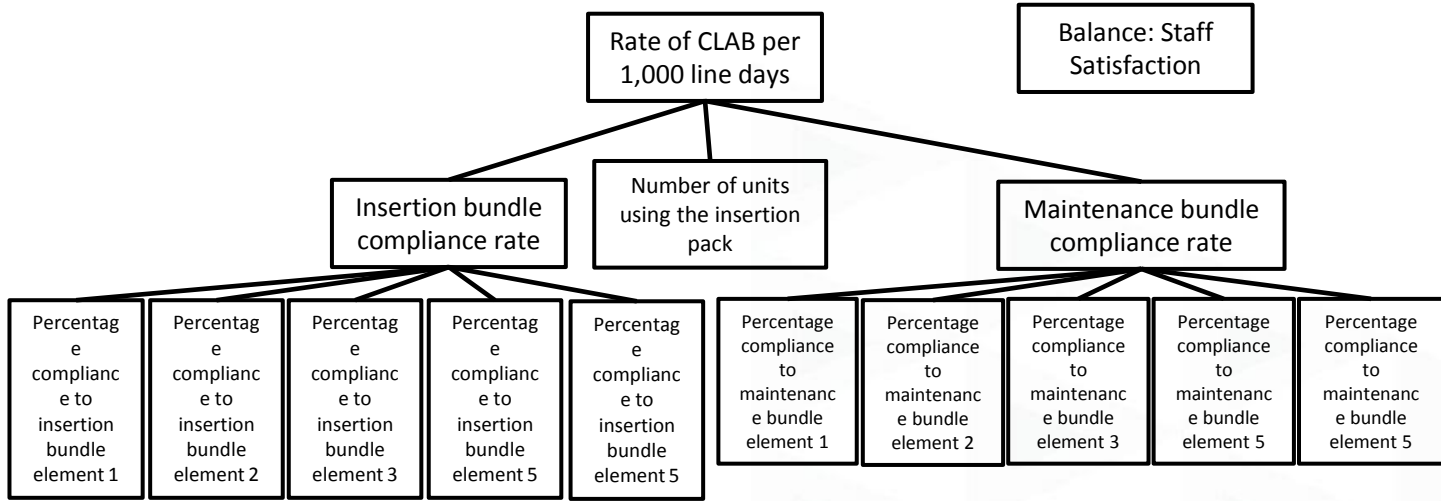 Rate of CLAB per
1,000 line days
Balance: Staff
Satisfaction
Insertion bundle
compliance rate
Number of units
using the insertion
pack
Maintenance bundle
compliance rate
Percentag
e
complianc
e to
insertion
bundle
element 1
Percentag
e
complianc
e to
insertion
bundle
element 2
Percentag
e
complianc
e to
insertion
bundle
element 3
Percentag
e
complianc
e to
insertion
bundle
element 5
Percentag
e
complianc
e to
insertion
bundle
element 5
Percentage
compliance
to
maintenanc
e bundle
element 1
Percentage
compliance
to
maintenanc
e bundle
element 2
Percentage
compliance
to
maintenanc
e bundle
element 3
Percentage
compliance
to
maintenanc
e bundle
element 5
Percentage
compliance
to
maintenanc
e bundle
element 5